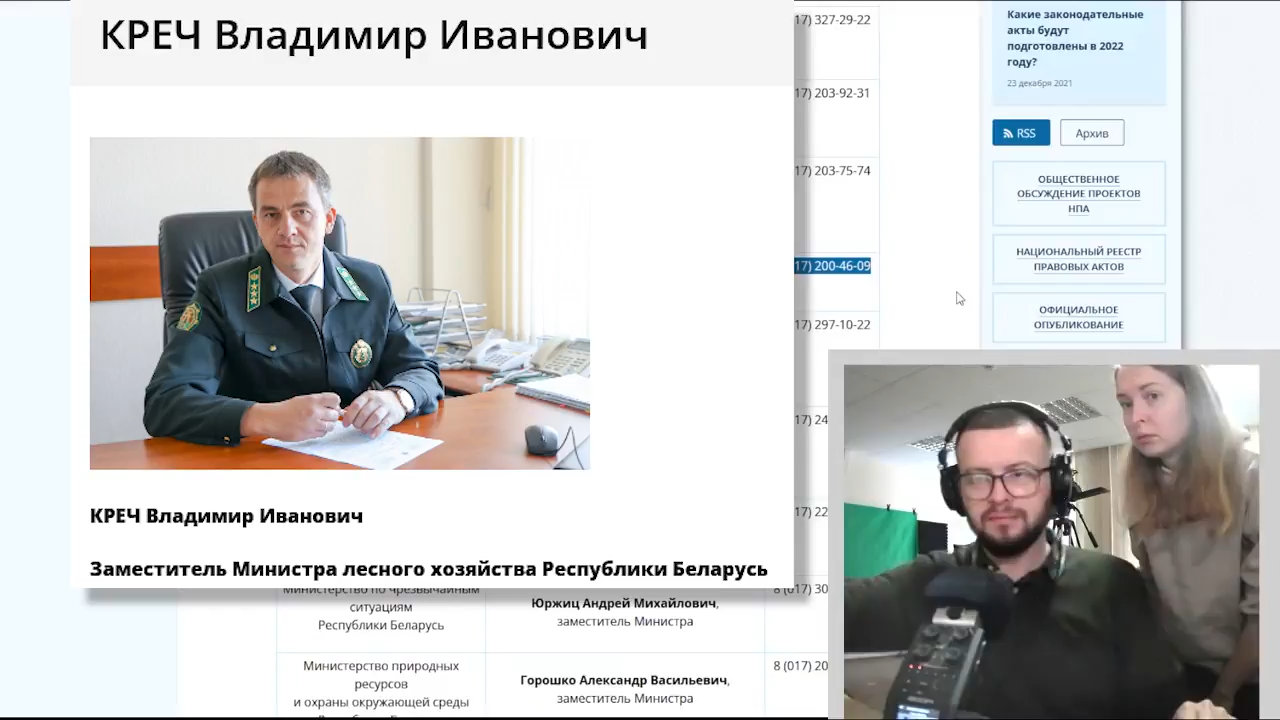 КРЕЧ Владимир Иванович
КРЕЧ Владимир Иванович
Заместитель Министра лесного хозяйства Республики Беларусь
17) 327-29-22
17) 203-92-31
17) 203-75-74
17) 200-46-09
17) 297-10-22
17) 24
17) 22
Министерство по чрезвычайным
ситуациям
Республики Беларусь
Юржиц Андрей Михайлович,
заместитель Министра
8 (017) 30
Министерство природных
ресурсов
и охраны окружающей среды
Горошко Александр Васильевич,
заместитель Министра
8 (017) 20
Какие законодательные
акты будут
подготовлены в 2022
году?
23 декабря 2021
RSS
Архив
ОБЩЕСТВЕННОЕ
ОБСУЖДЕНИЕ ПРОЕКТОВ
НПА
НАЦИОНАЛЬНЫЙ РЕЕСТР
ПРАВОВЫХ АКТОВ
ОФИЦИАЛЬНОЕ
ОПУБЛИКОВАНИЕ